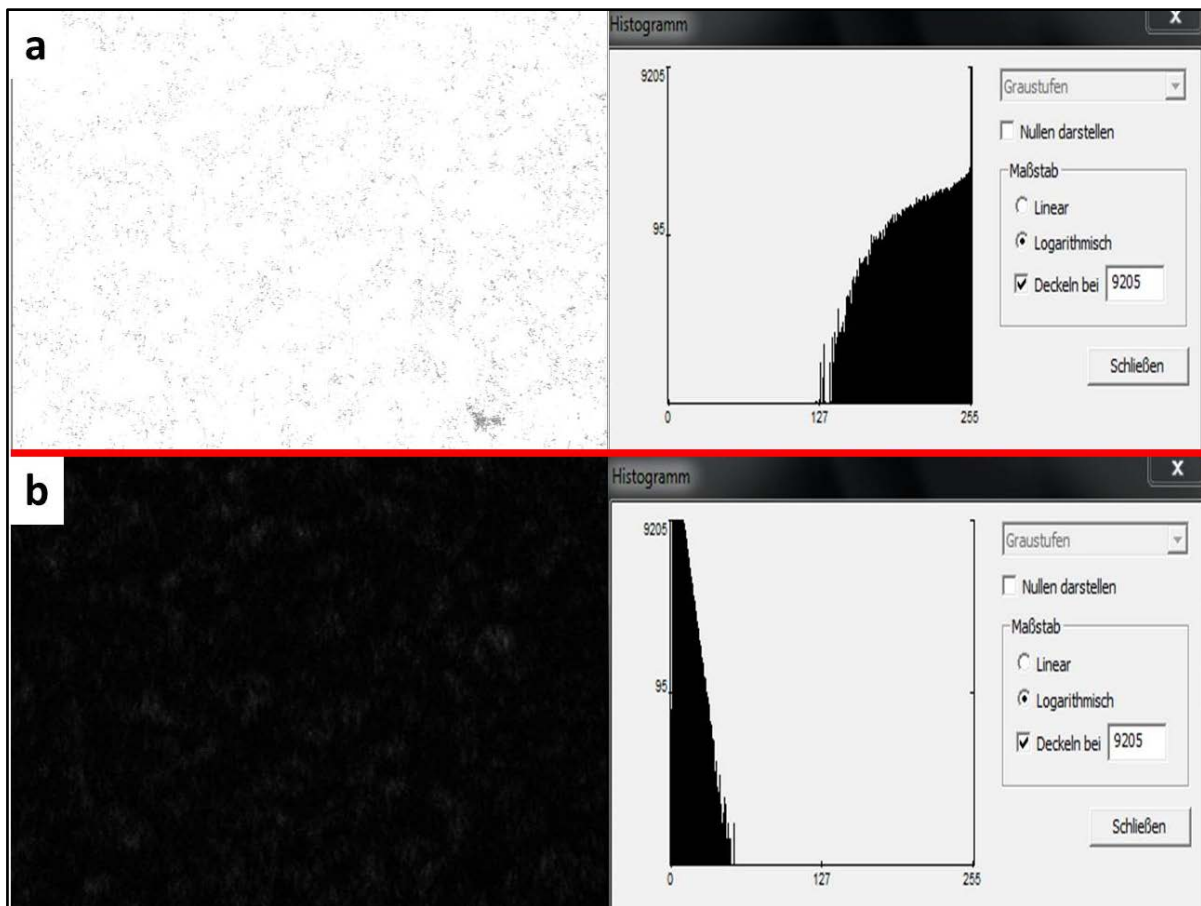 a
Histogramm
X
9205
95
0
127
255
Graustufen
Nullen darstellen
Maßstab
Linear
Logarithmisch
Deckeln bei 9205
Schließen
b
Histogramm
X
9205
95
0
127
255
Graustufen
Nullen darstellen
Maßstab
Linear
Logarithmisch
Deckeln bei 9205
Schließen